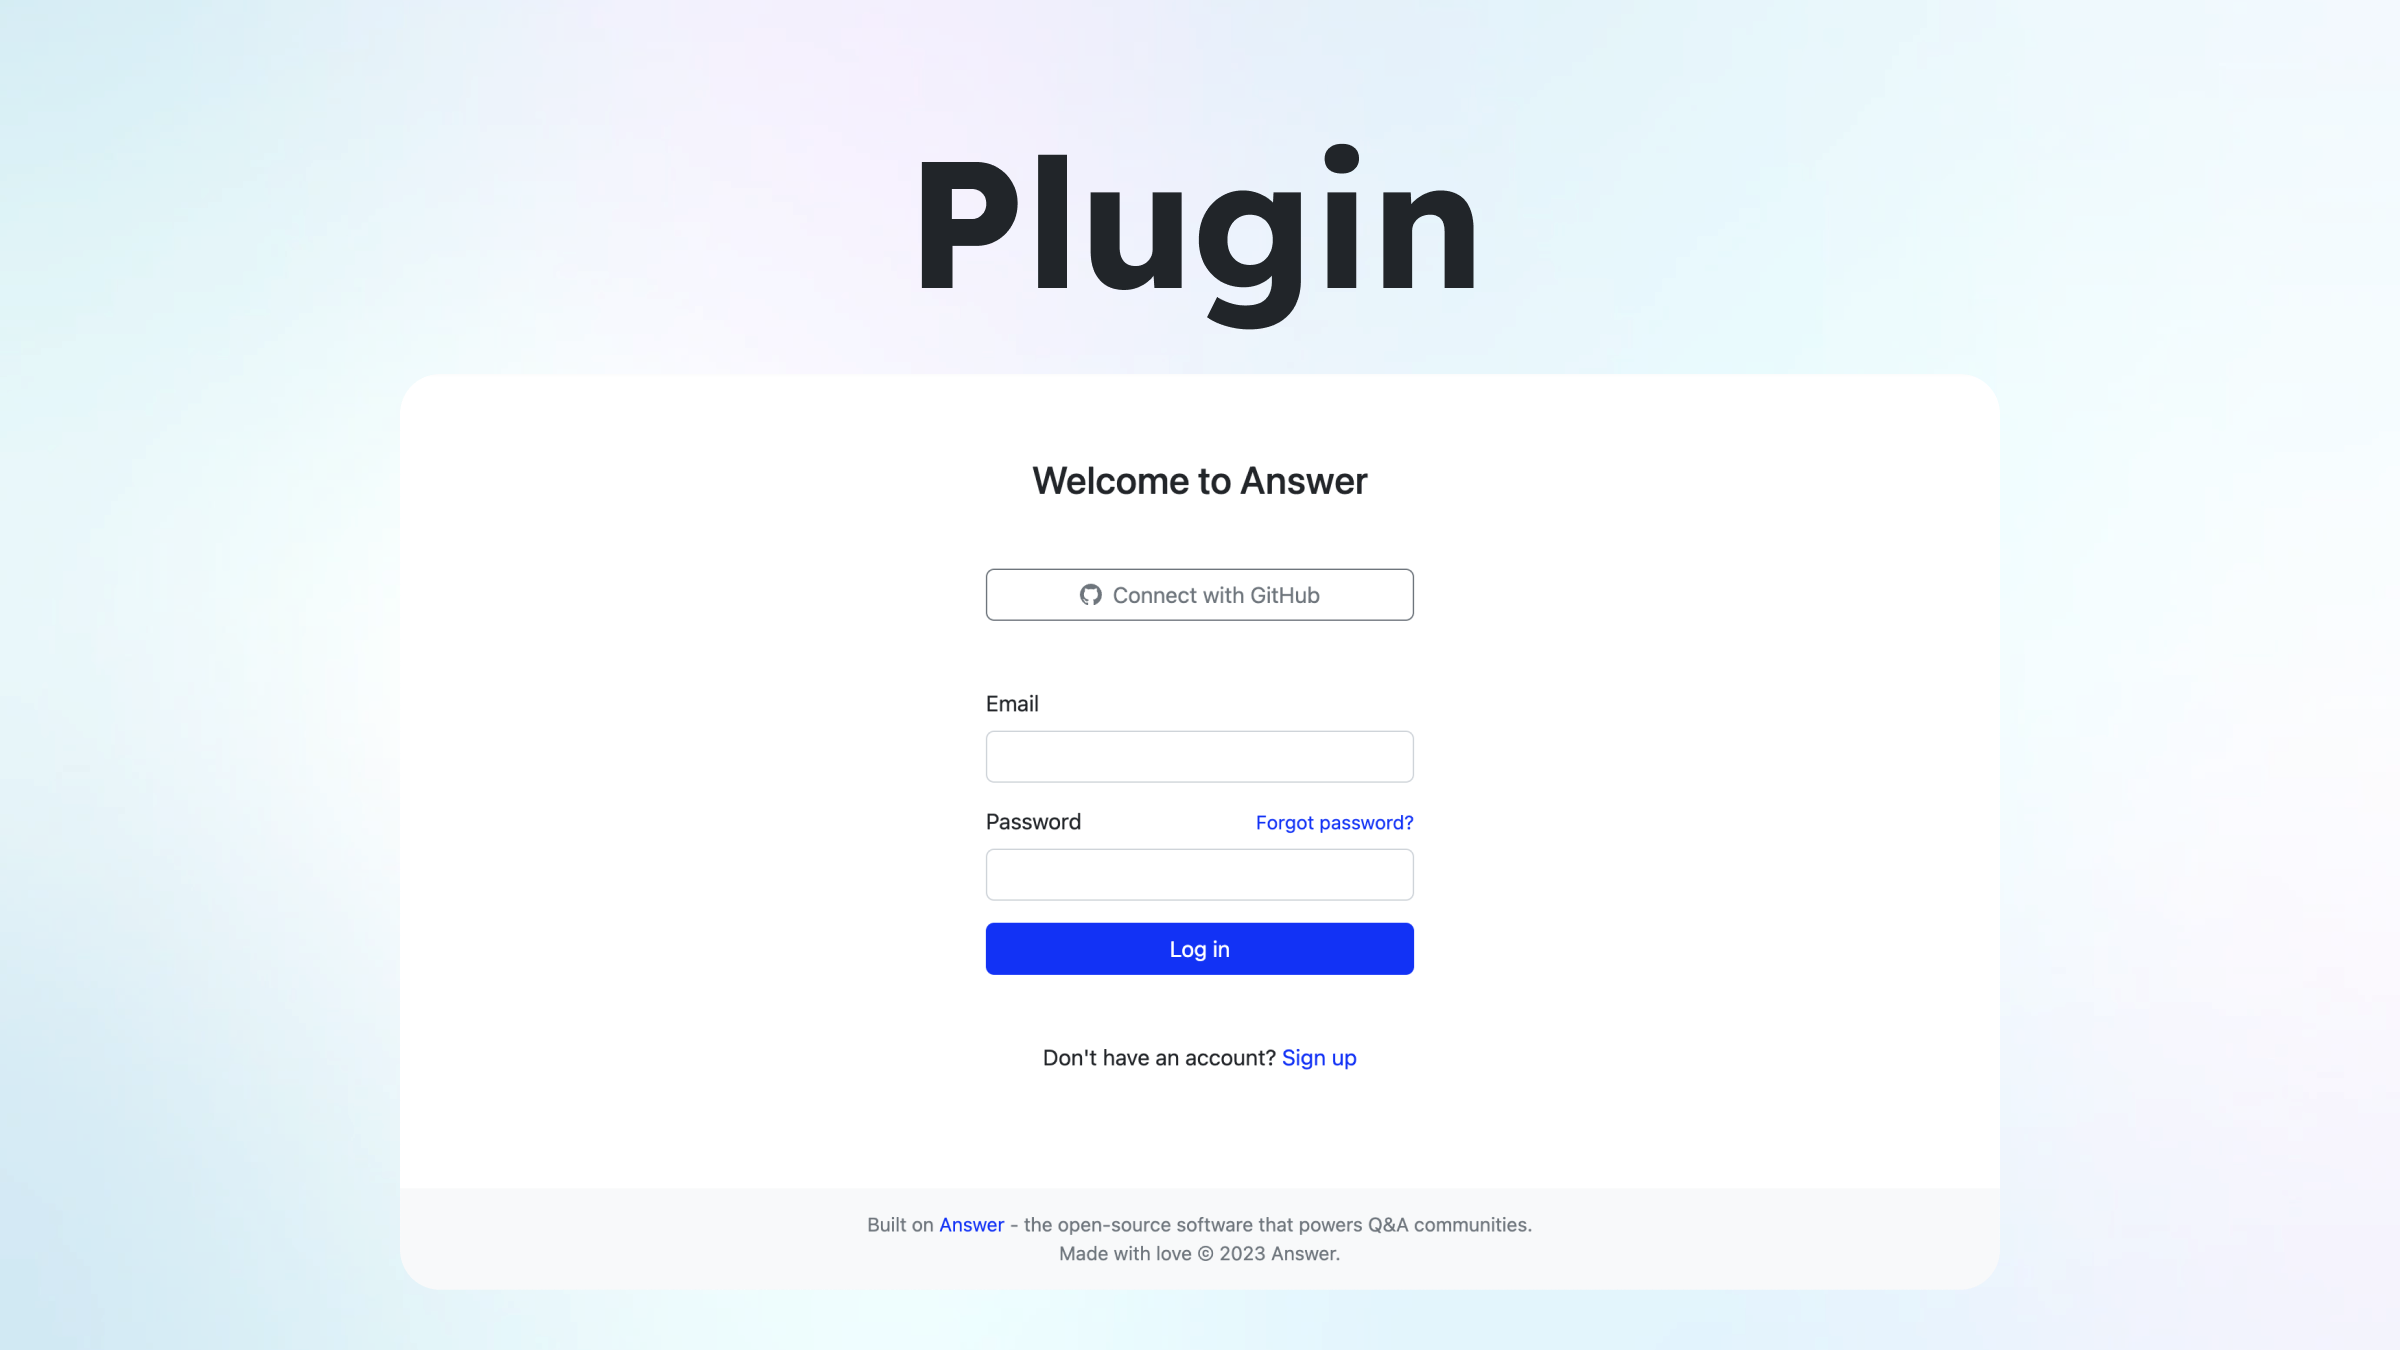 Plugin
Welcome to Answer
Connect with GitHub
Email
Password Forgot password?
Log in
Don't have an account? Sign up
Built on Answer - the open-source software that powers Q&A communities.
Made with love © 2023 Answer.